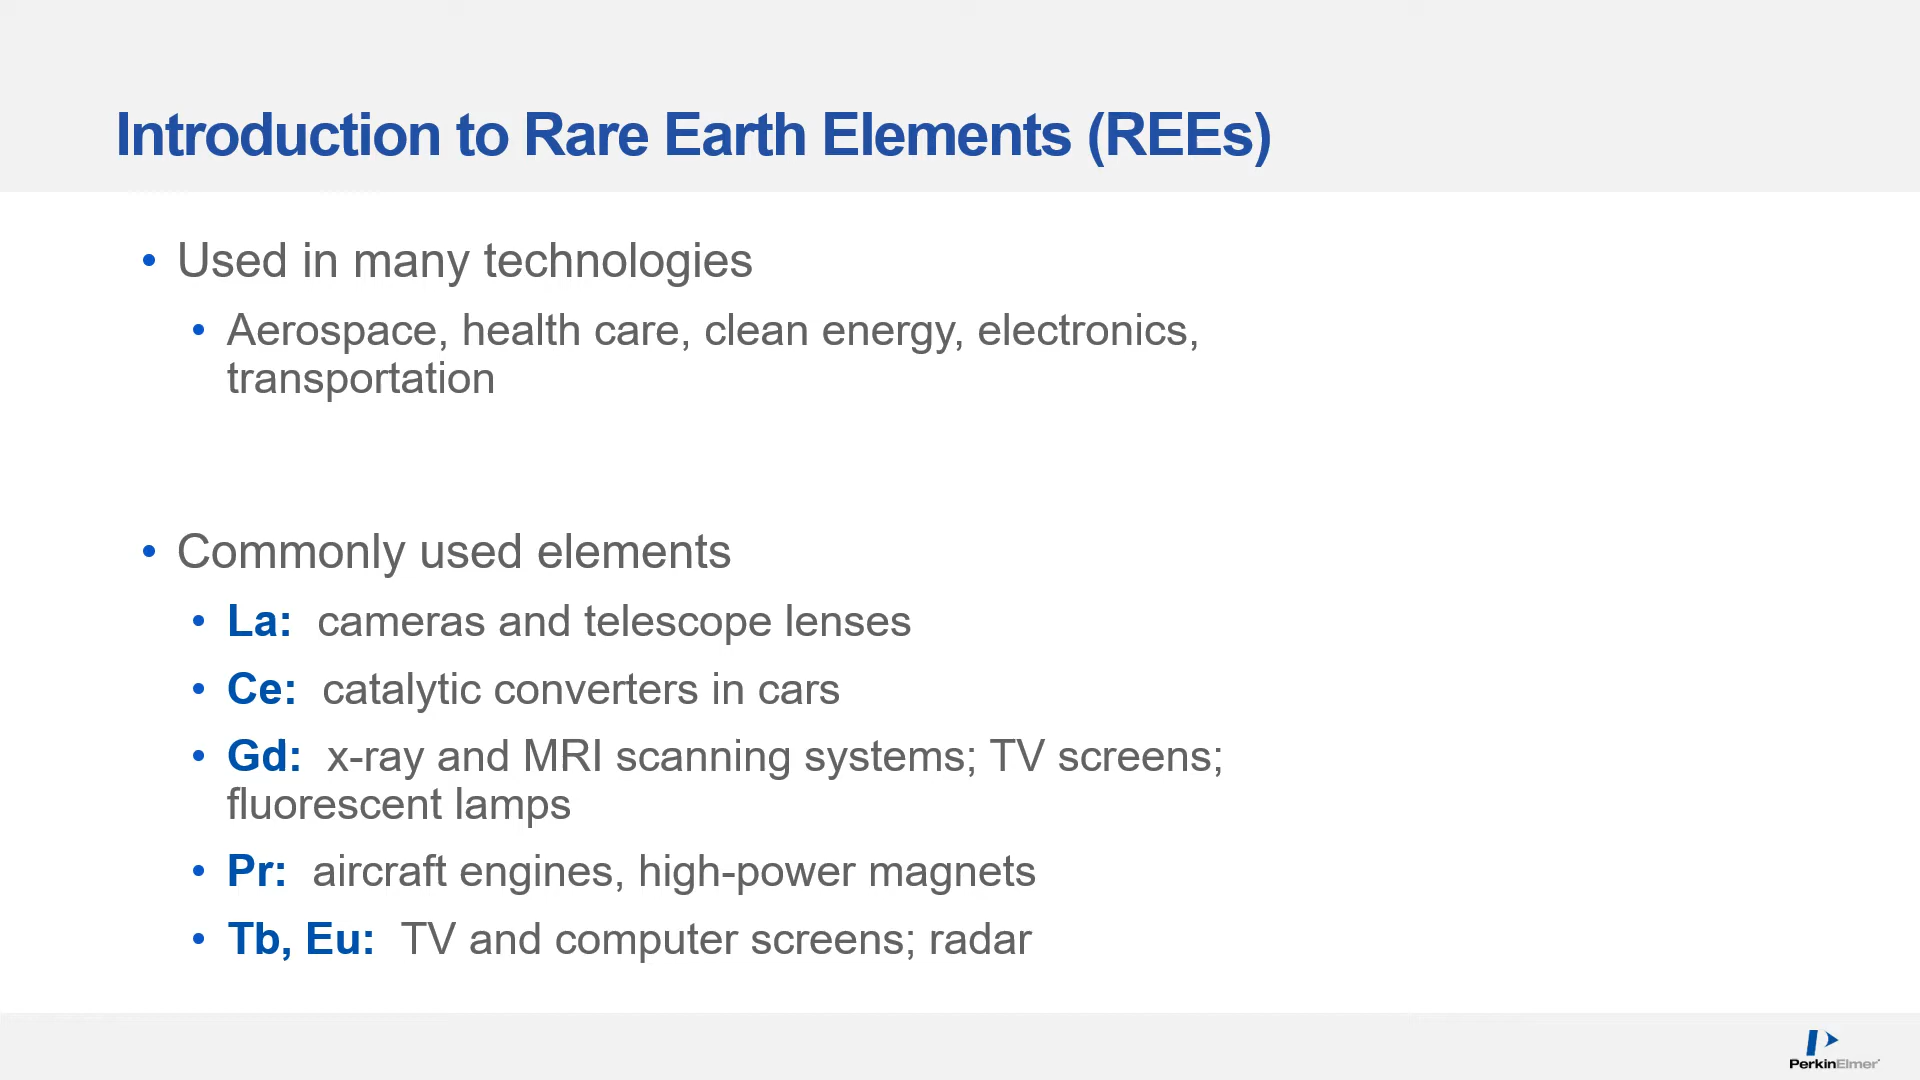 Introduction to Rare Earth Elements (REEs)
• Used in many technologies
• Aerospace, health care, clean energy, electronics,
transportation
• Commonly used elements
• La: cameras and telescope lenses
• Ce: catalytic converters in cars
• Gd: x-ray and MRI scanning systems; TV screens;
fluorescent lamps
• Pr: aircraft engines, high-power magnets
• Tb, Eu: TV and computer screens; radar
PerkinElmer